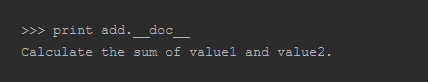 >>> print add.__doc__
Calculate the sum of value1 and value2.